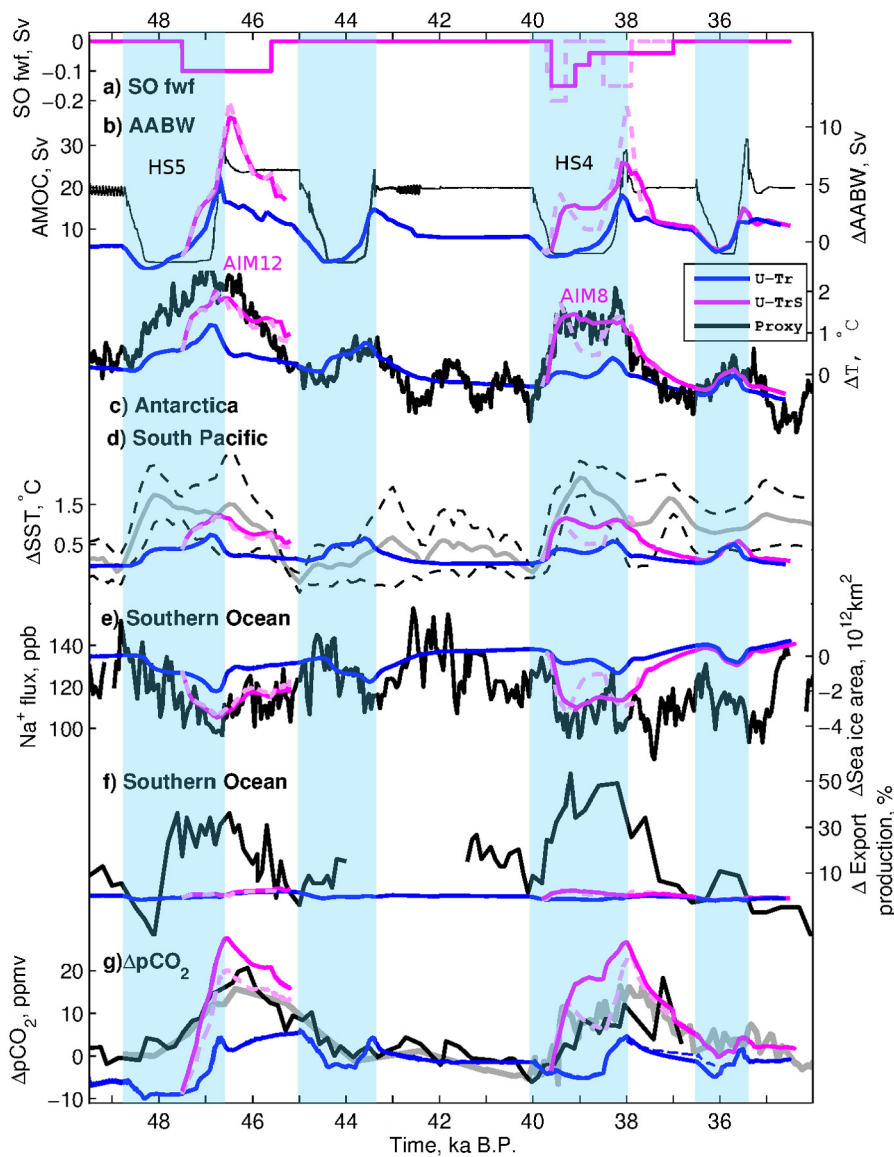 48 46 44 42 40 38 36
SO fwf, Sv
0
−0.1
−0.2
a) SO fwf
b) AABW
HS5
HS4
AMOC, Sv
30
20
10
10
5
0
ΔAABW, Sv
AIM12
AIM8
U−Tr
U−TrS
Proxy
2
1
0
ΔT, °C
c) Antarctica
d) South Pacific
ΔSST, °C
1.5
0.5
e) Southern Ocean
Na+ flux, ppb
140
120
100
0
−2
−4
ΔSea ice area, 10^12km²
f) Southern Ocean
50
30
10
Δ Export
production, %
g)ΔpCO₂
ΔpCO₂, ppmv
20
10
0
−10
48 46 44 42 40 38 36
Time, ka B.P.